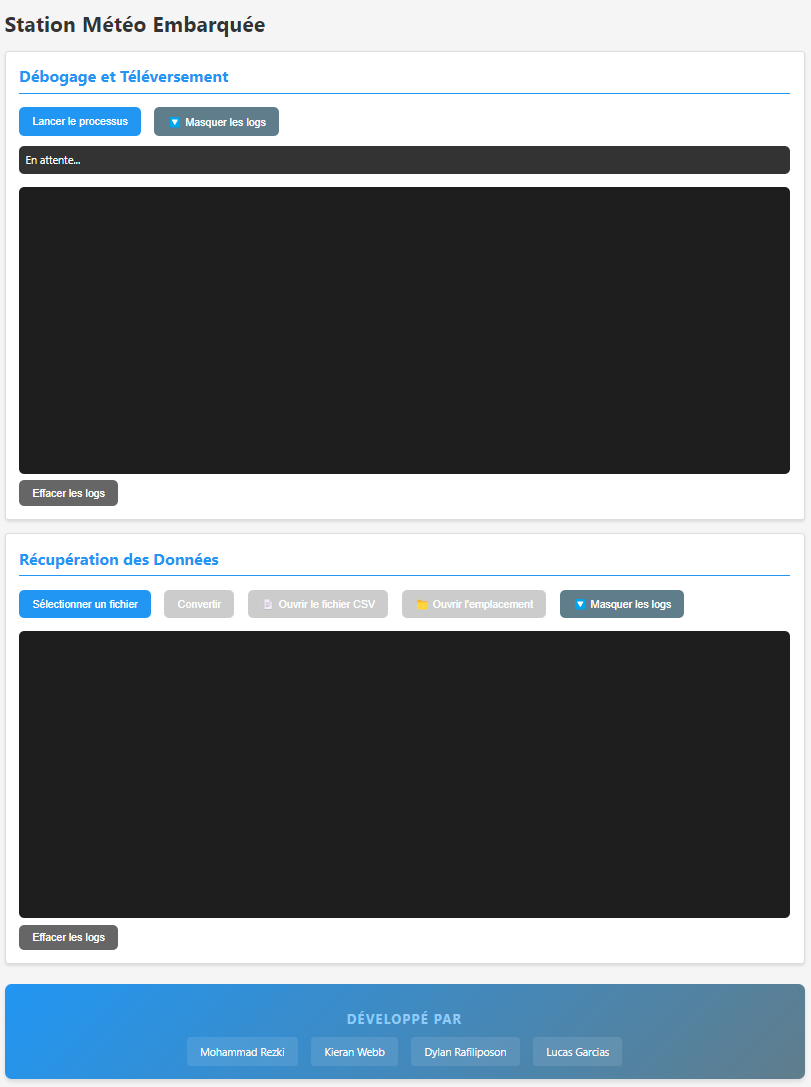 Station Météo Embarquée
Débogage et Téléversement
Lancer le processus
Masquer les logs
En attente...
Effacer les logs
Récupération des Données
Sélectionner un fichier
Convertir
Ouvrir le fichier CSV
Ouvrir l'emplacement
Masquer les logs
Effacer les logs
DÉVELOPPÉ PAR
Mohammad Rezki
Kieran Webb
Dylan Rafiliposon
Lucas Garcias